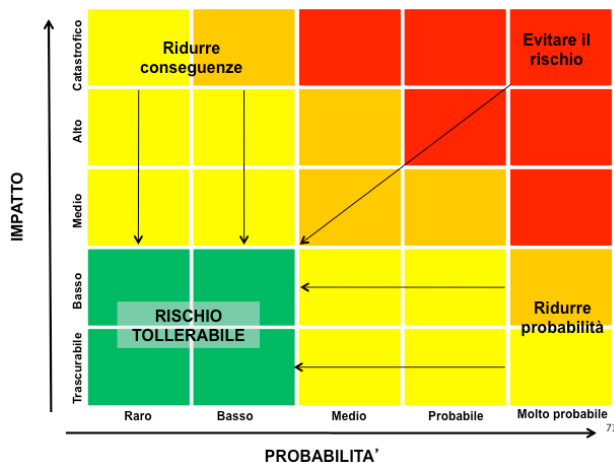 IMPATTO
Catastrofico
Alto
Medio
Basso
Trascurabile
Ridurre
conseguenze
Evitare il
rischio
RISCHIO
TOLLERABILE
Ridurre
probabilità
Raro
Basso
Medio
Probabile
Molto probabile
PROBABILITA'